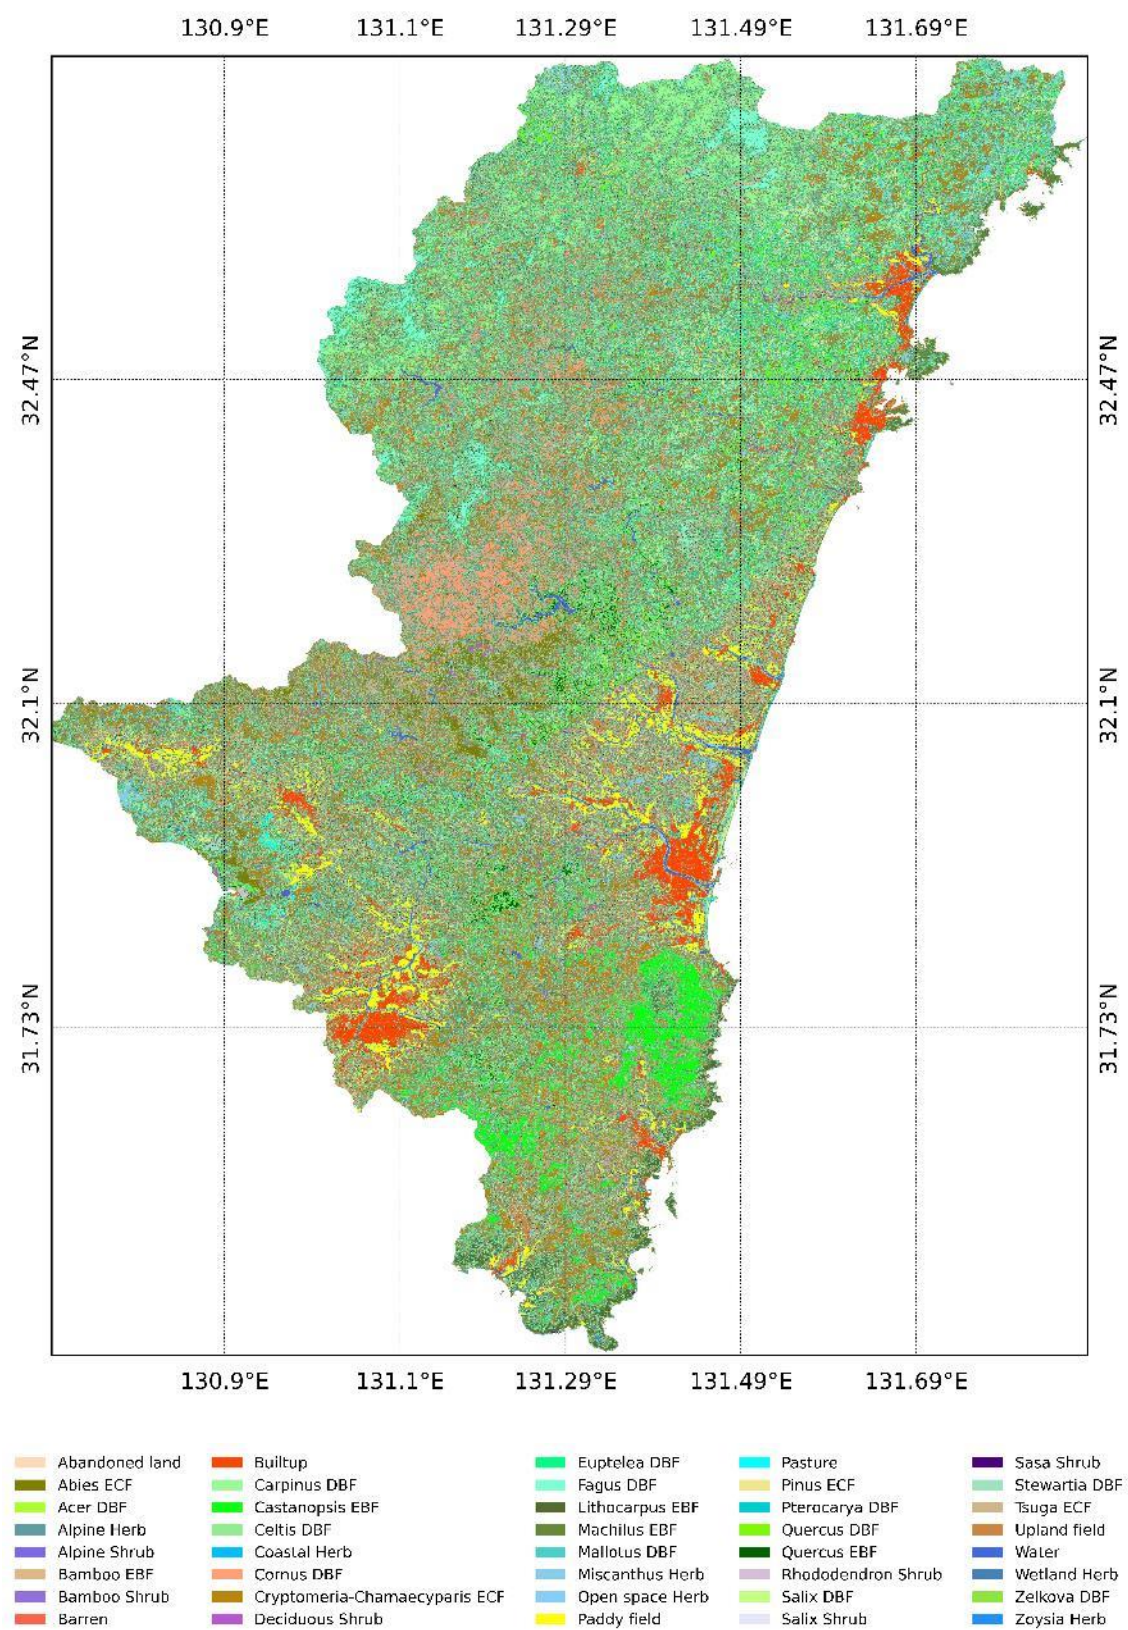 130.9°E 131.1°E 131.29°E 131.49°E 131.69°E
32.47°N 32.47°N
32.1°N 32.1°N
31.73°N 31.73°N
130.9°E 131.1°E 131.29°E 131.49°E 131.69°E
Abandoned land Builtup Euptelea DBF Pasture Sasa Shrub
Abies ECF Carpinus DBF Fagus DBF Pinus ECF Stewartia DBF
Acer DBF Castanopsis EBF Lithocarpus EBF Pterocarya DBF Tsuga ECF
Alpine Herb Celtis DBF Machilus EBF Quercus DBF Upland field
Alpine Shrub Coastal Herb Mallotus DBF Quercus EBF Water
Bamboo EBF Cornus DBF Miscanthus Herb Rhododendron Shrub Wetland Herb
Bamboo Shrub Cryptomeria-Chamaecyparis ECF Open space Herb Salix DBF Zelkova DBF
Barren Deciduous Shrub Paddy field Salix Shrub Zoysia Herb